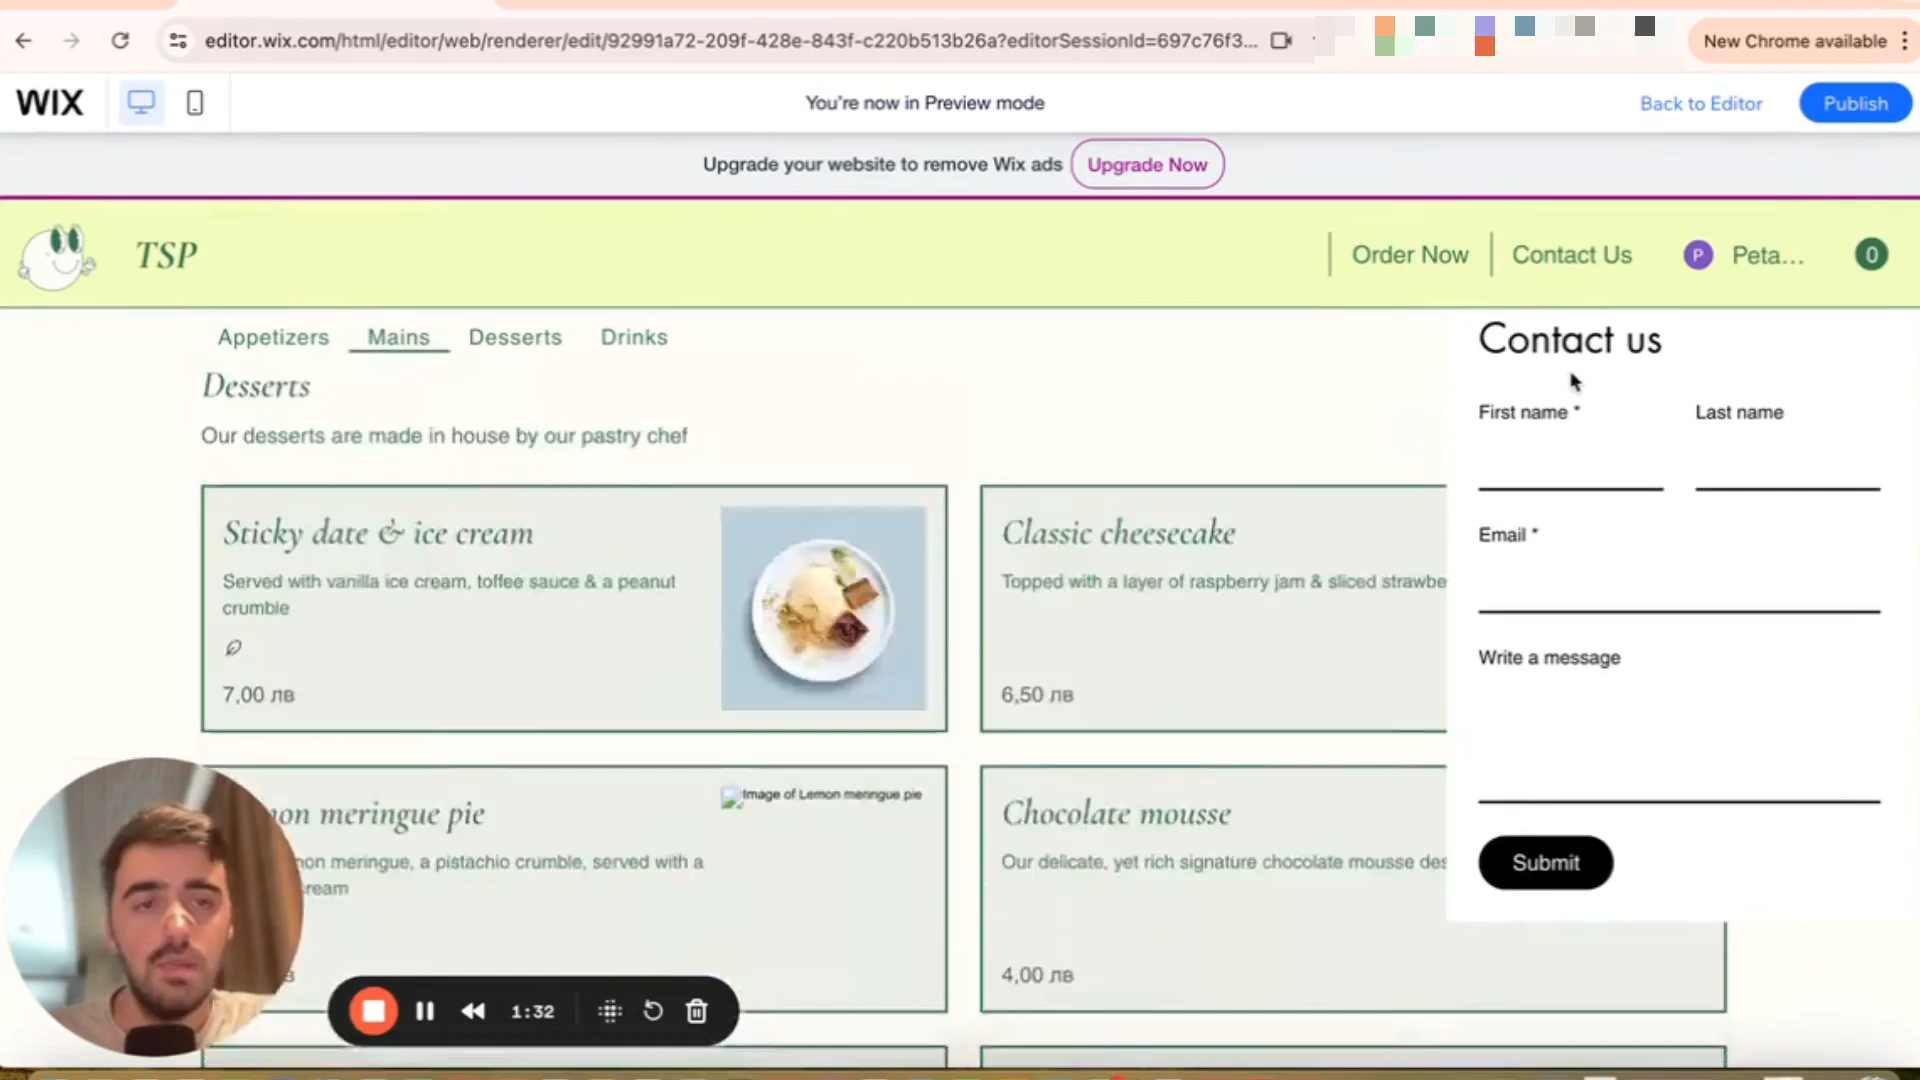 editor.wix.com/html/editor/web/renderer/edit/92991a72-209f-428e-843f-c220b513b26a?editorSessionId=697c76f3...
New Chrome available
WIX
You're now in Preview mode
Back to Editor
Publish
Upgrade your website to remove Wix ads
Upgrade Now
TSP
Order Now
Contact Us
P
Peta...
0
Appetizers
Mains
Desserts
Drinks
Desserts
Our desserts are made in house by our pastry chef
Sticky date & ice cream
Served with vanilla ice cream, toffee sauce & a peanut
crumble
7,00 лв
Classic cheesecake
Topped with a layer of raspberry jam & sliced strawbe
6,50 лв
on meringue pie
Image of Lemon meringue pie
non meringue, a pistachio crumble, served with a
ream
в
Chocolate mousse
Our delicate, yet rich signature chocolate mousse des
4,00 лв
Contact us
First name *
Last name
Email *
Write a message
Submit
1:32